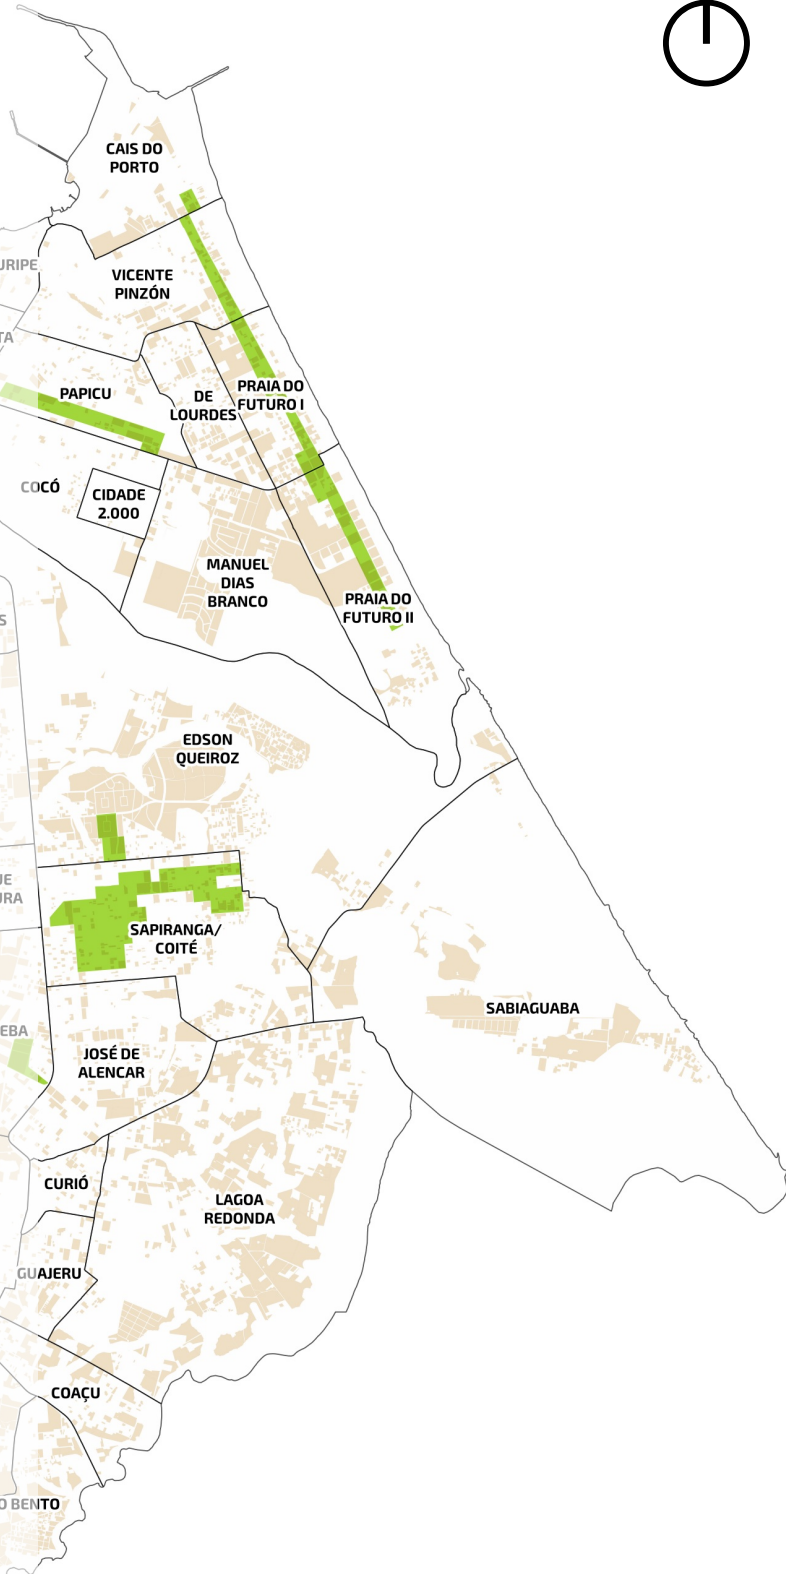 CAIS DO
PORTO
VICENTE
PINZÓN
PAPICU
DE
LOURDES
PRAIA DO
FUTURO I
COCÓ
CIDADE
2.000
MANUEL
DIAS
BRANCO
PRAIA DO
FUTURO II
EDSON
QUEIROZ
SAPIRANGA/
COITÉ
SABIAGUABA
JOSÉ DE
ALENCAR
CURIÓ
LAGOA
REDONDA
GUAJERU
COAÇU
O BENTO